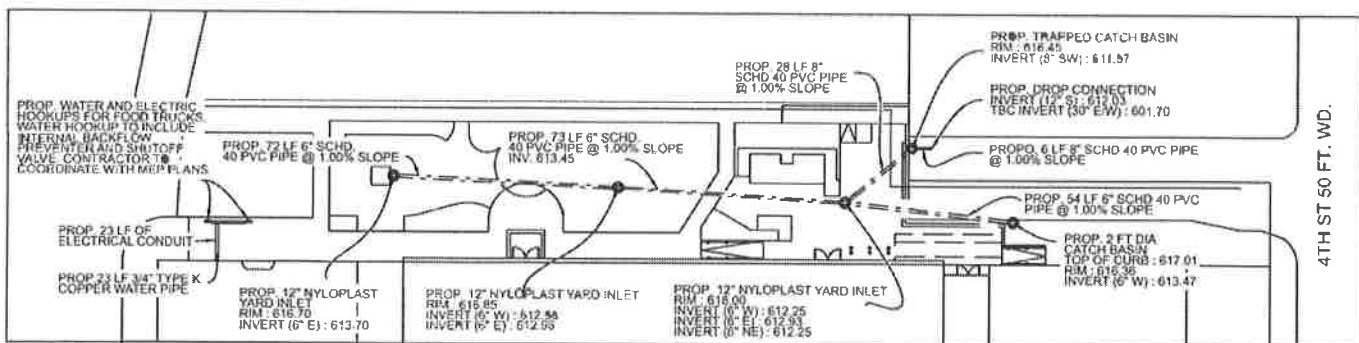 PROP. TRAPPED CATCH BASIN
RIM : 616.45
INVERT (8" SW) : 611.97
PROP. DROP CONNECTION
INVERT (12" S) : 612.03
TBC INVERT (30" E/W) : 601.70
PROPO. 6 LF 8" SCHD 40 PVC PIPE
@ 1.00% SLOPE
PROP. 28 LF 8"
SCHD 40 PVC PIPE
@ 1.00% SLOPE
PROP. WATER AND ELECTRIC
HOOKUPS FOR FOOD TRUCKS.
WATER HOOKUP TO INCLUDE
INTERNAL BACKFLOW
PREVENTER AND SHUTOFF
VALVE. CONTRACTOR TO
COORDINATE WITH MEP PLANS
PROP. 72 LF 6" SCHD.
40 PVC PIPE @ 1.00% SLOPE
PROP. 73 LF 6" SCHD.
40 PVC PIPE @ 1.00% SLOPE
INV. 613.45
PROP. 54 LF 6" SCHD 40 PVC
PIPE @ 1.00% SLOPE
PROP. 2 FT DIA
CATCH BASIN
TOP OF CURB : 617.01
RIM : 616.36
INVERT (6" W) : 613.47
4TH ST 50 FT. WD.
PROP. 23 LF OF
ELECTRICAL CONDUIT
PROP 23 LF 3/4" TYPE K
COPPER WATER PIPE
PROP. 12" NYLOPLAST
YARD INLET
RIM : 616.70
INVERT (6" E) : 613.70
PROP. 12" NYLOPLAST YARD INLET
RIM : 616.85
INVERT (6" W) :
INVERT (6" E) :
PROP. 12" NYLOPLAST YARD INLET
RIM : 616.00
INVERT (6" W) : 612.25
INVERT (6" E) : 612.93
INVERT (6" NE) : 612.25